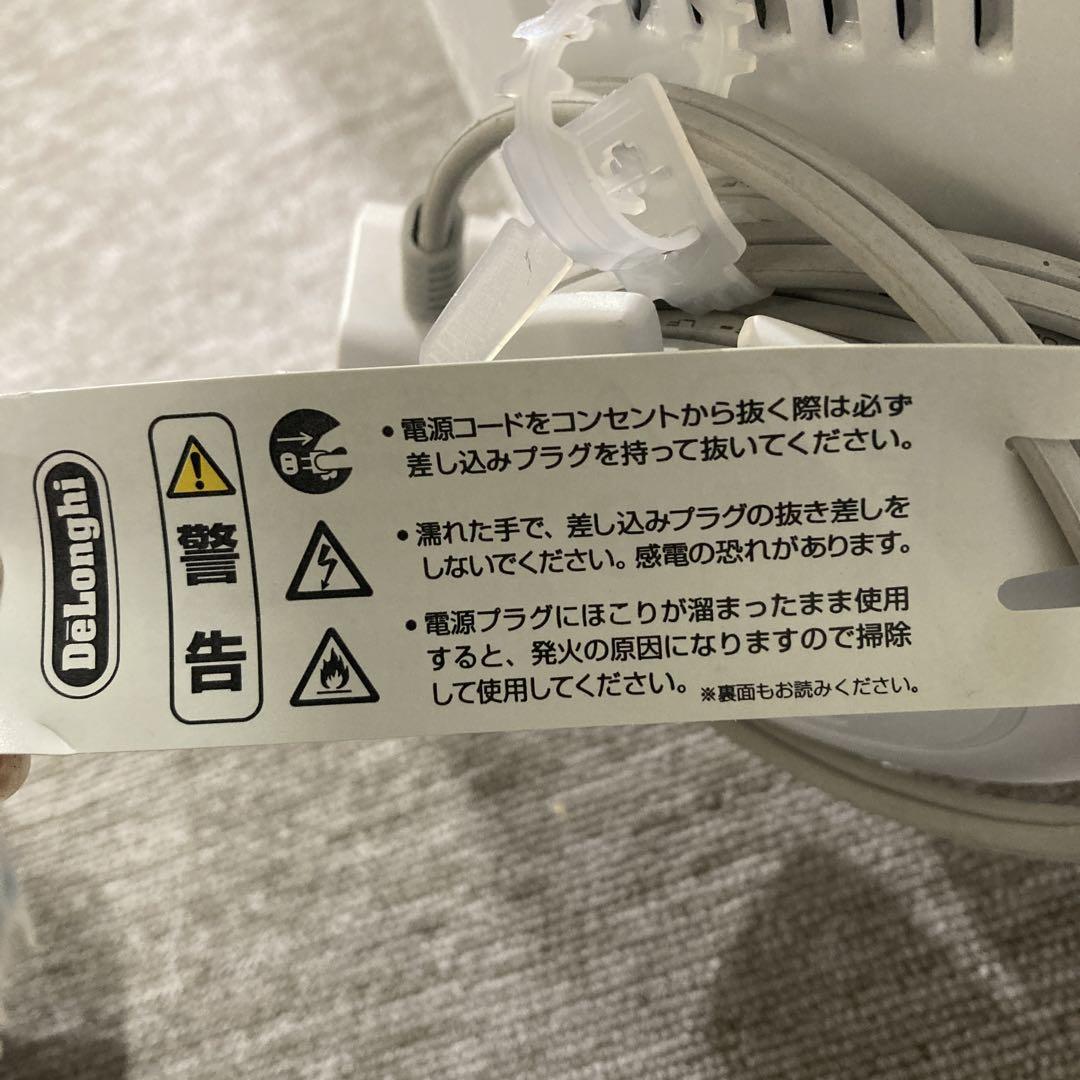 DeLonghi
警告
•電源コードをコンセントから抜く際は必ず
差し込みプラグを持って抜いてください。
•濡れた手で、差し込みプラグの抜き差しを
しないでください。感電の恐れがあります。
•電源プラグにほこりが溜まったまま使用
すると、発火の原因になりますので掃除
して使用してください。 ※裏面もお読みください。